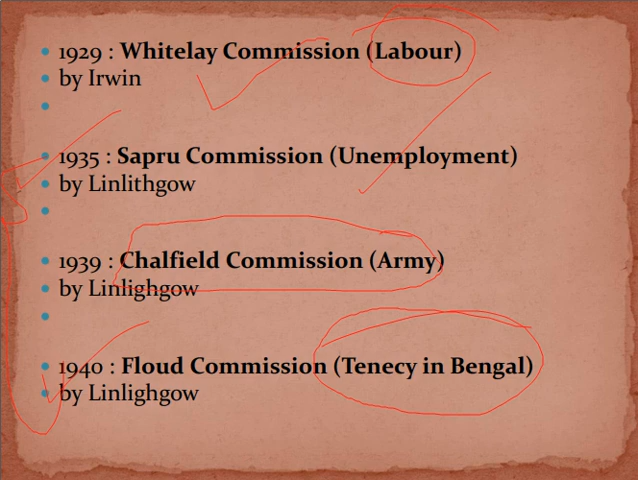 1929 : Whitelay Commission (Labour)
by Irwin
1935 : Sapru Commission (Unemployment)
by Linlithgow
1939 : Chalfield Commission (Army)
by Linlighgow
1940 : Floud Commission (Tenecy in Bengal)
by Linlighgow